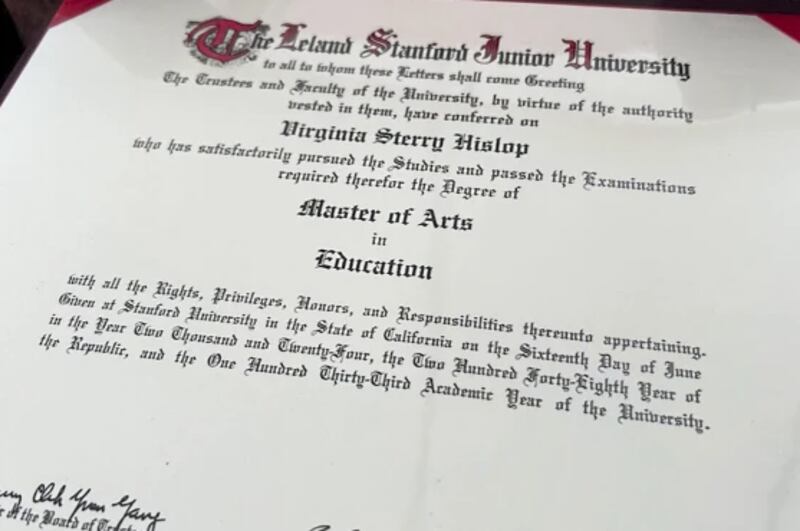 The Leland Stanford Junior University
to all to whom these Letters shall come Greeting
The Trustees and Faculty of the University, by virtue of the authority
vested in them, have conferred on
Virginia Sterry Hislop
who has satisfactorily pursued the Studies and passed the Examinations
required therefor the Degree of
Master of Arts
in
Education
with all the Rights, Privileges, Honors, and Responsibilities thereunto appertaining.
Given at Stanford University in the State of California on the Sixteenth Day of June
in the Year Two Thousand and Twenty-Four, the Two Hundred Forty-Eighth Year of
the Republic, and the One Hundred Thirty-Third Academic Year of the University.
Yang
of the Board of